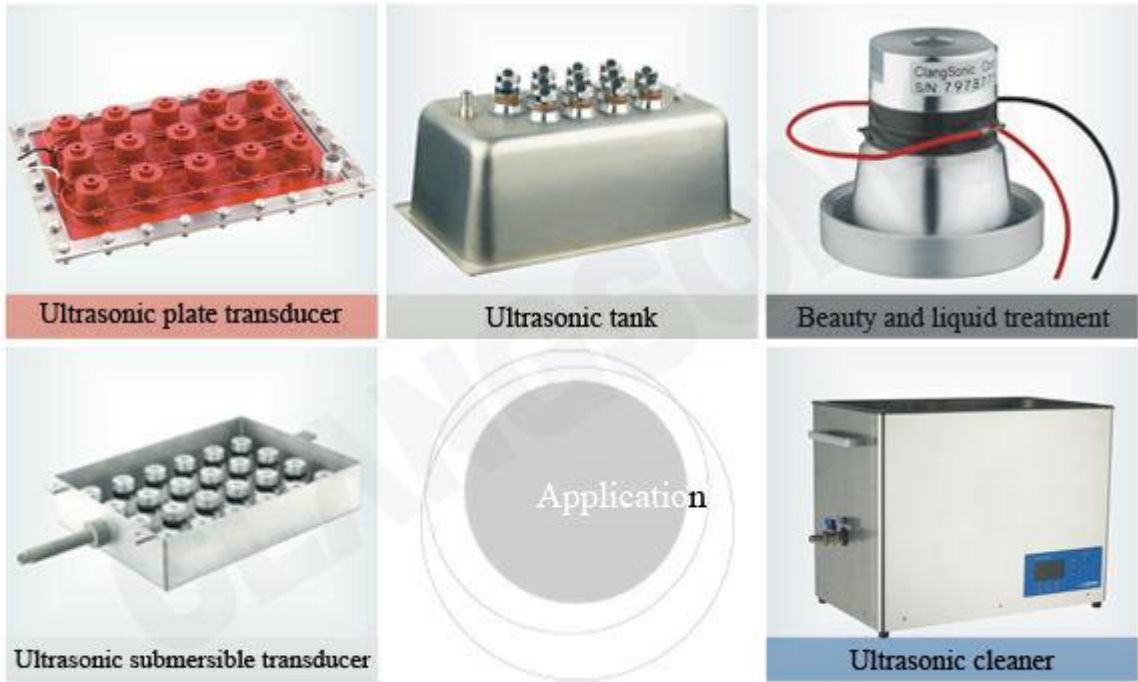 ClangSonic
S/N:
Ultrasonic plate transducer
Ultrasonic tank
Beauty and liquid treatment
Application
Ultrasonic submersible transducer
Ultrasonic cleaner